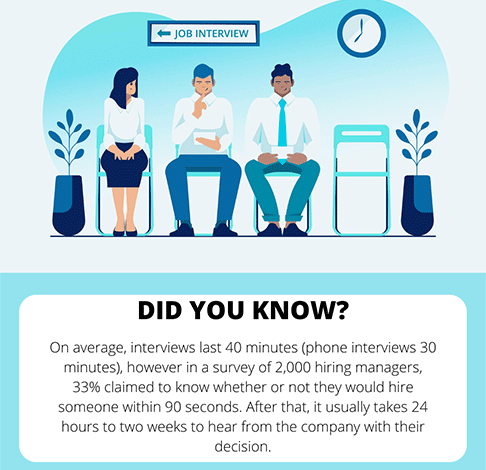 JOB INTERVIEW
DID YOU KNOW?
On average, interviews last 40 minutes (phone interviews 30
minutes), however in a survey of 2,000 hiring managers,
33% claimed to know whether or not they would hire
someone within 90 seconds. After that, it usually takes 24
hours to two weeks to hear from the company with their
decision.